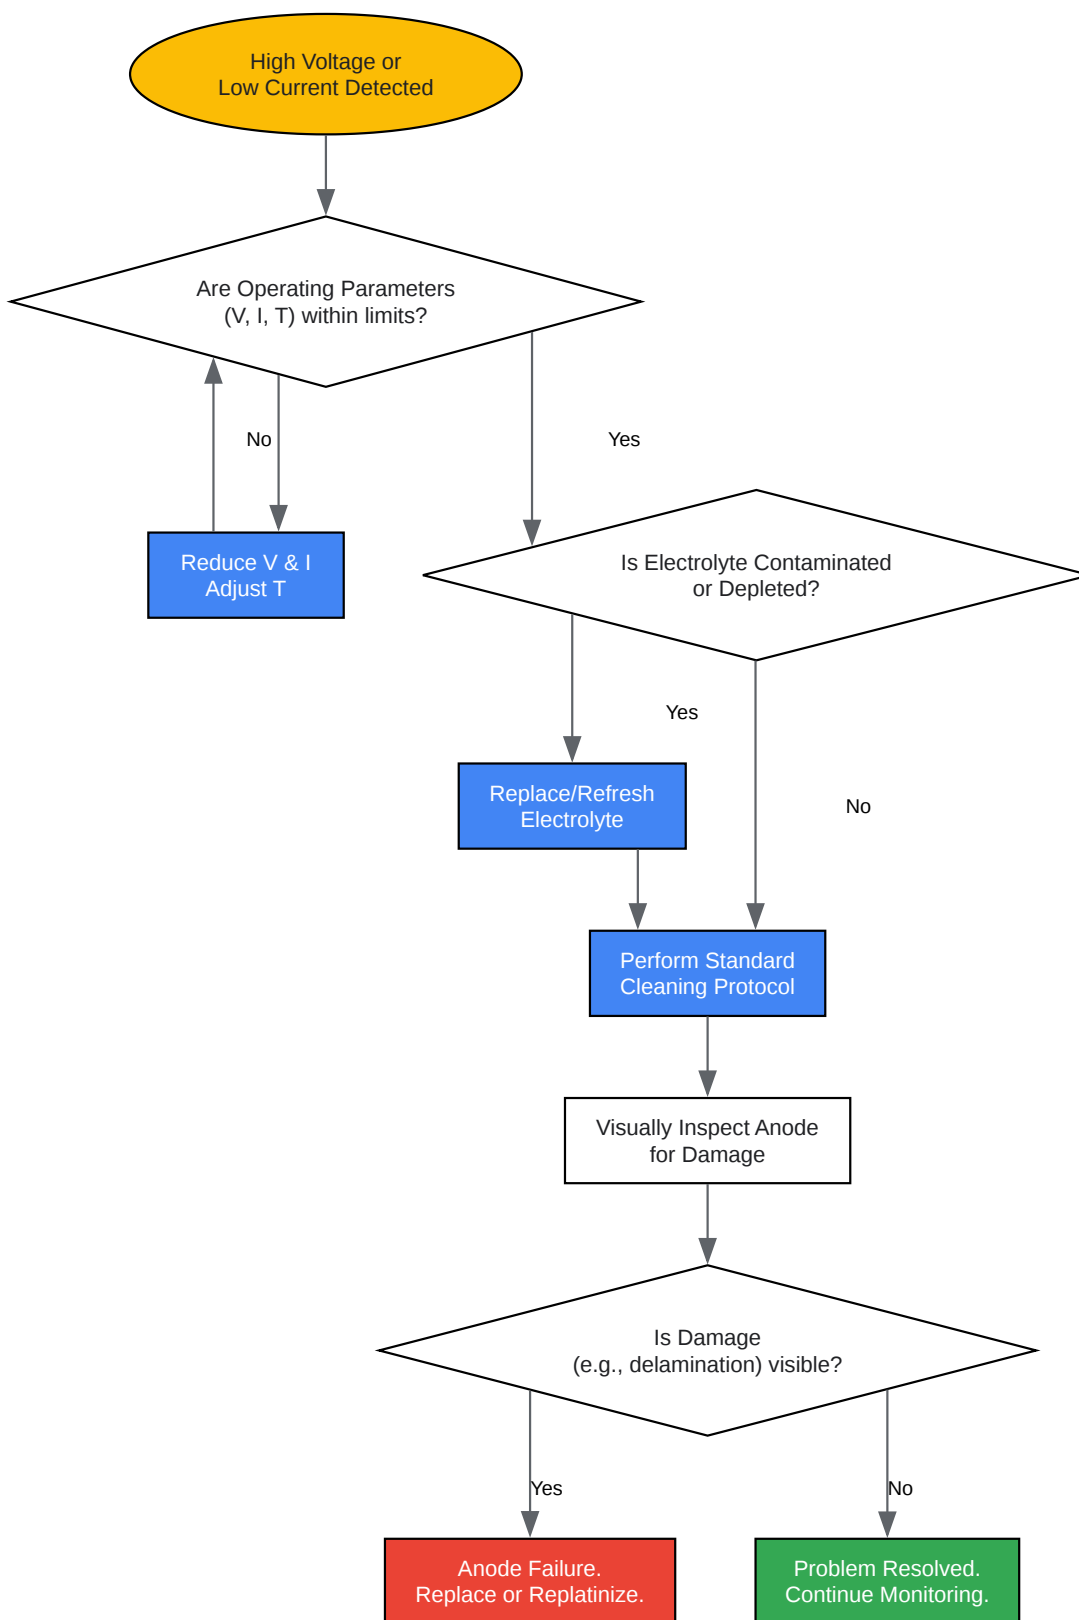 High Voltage or
Low Current Detected
Are Operating Parameters
(V, I, T) within limits?
No
Yes
Reduce V & I
Adjust T
Is Electrolyte Contaminated
or Depleted?
Yes
Replace/Refresh
Electrolyte
No
Perform Standard
Cleaning Protocol
Visually Inspect Anode
for Damage
Is Damage
(e.g., delamination) visible?
Yes
No
Anode Failure.
Replace or Replatinize.
Problem Resolved.
Continue Monitoring.